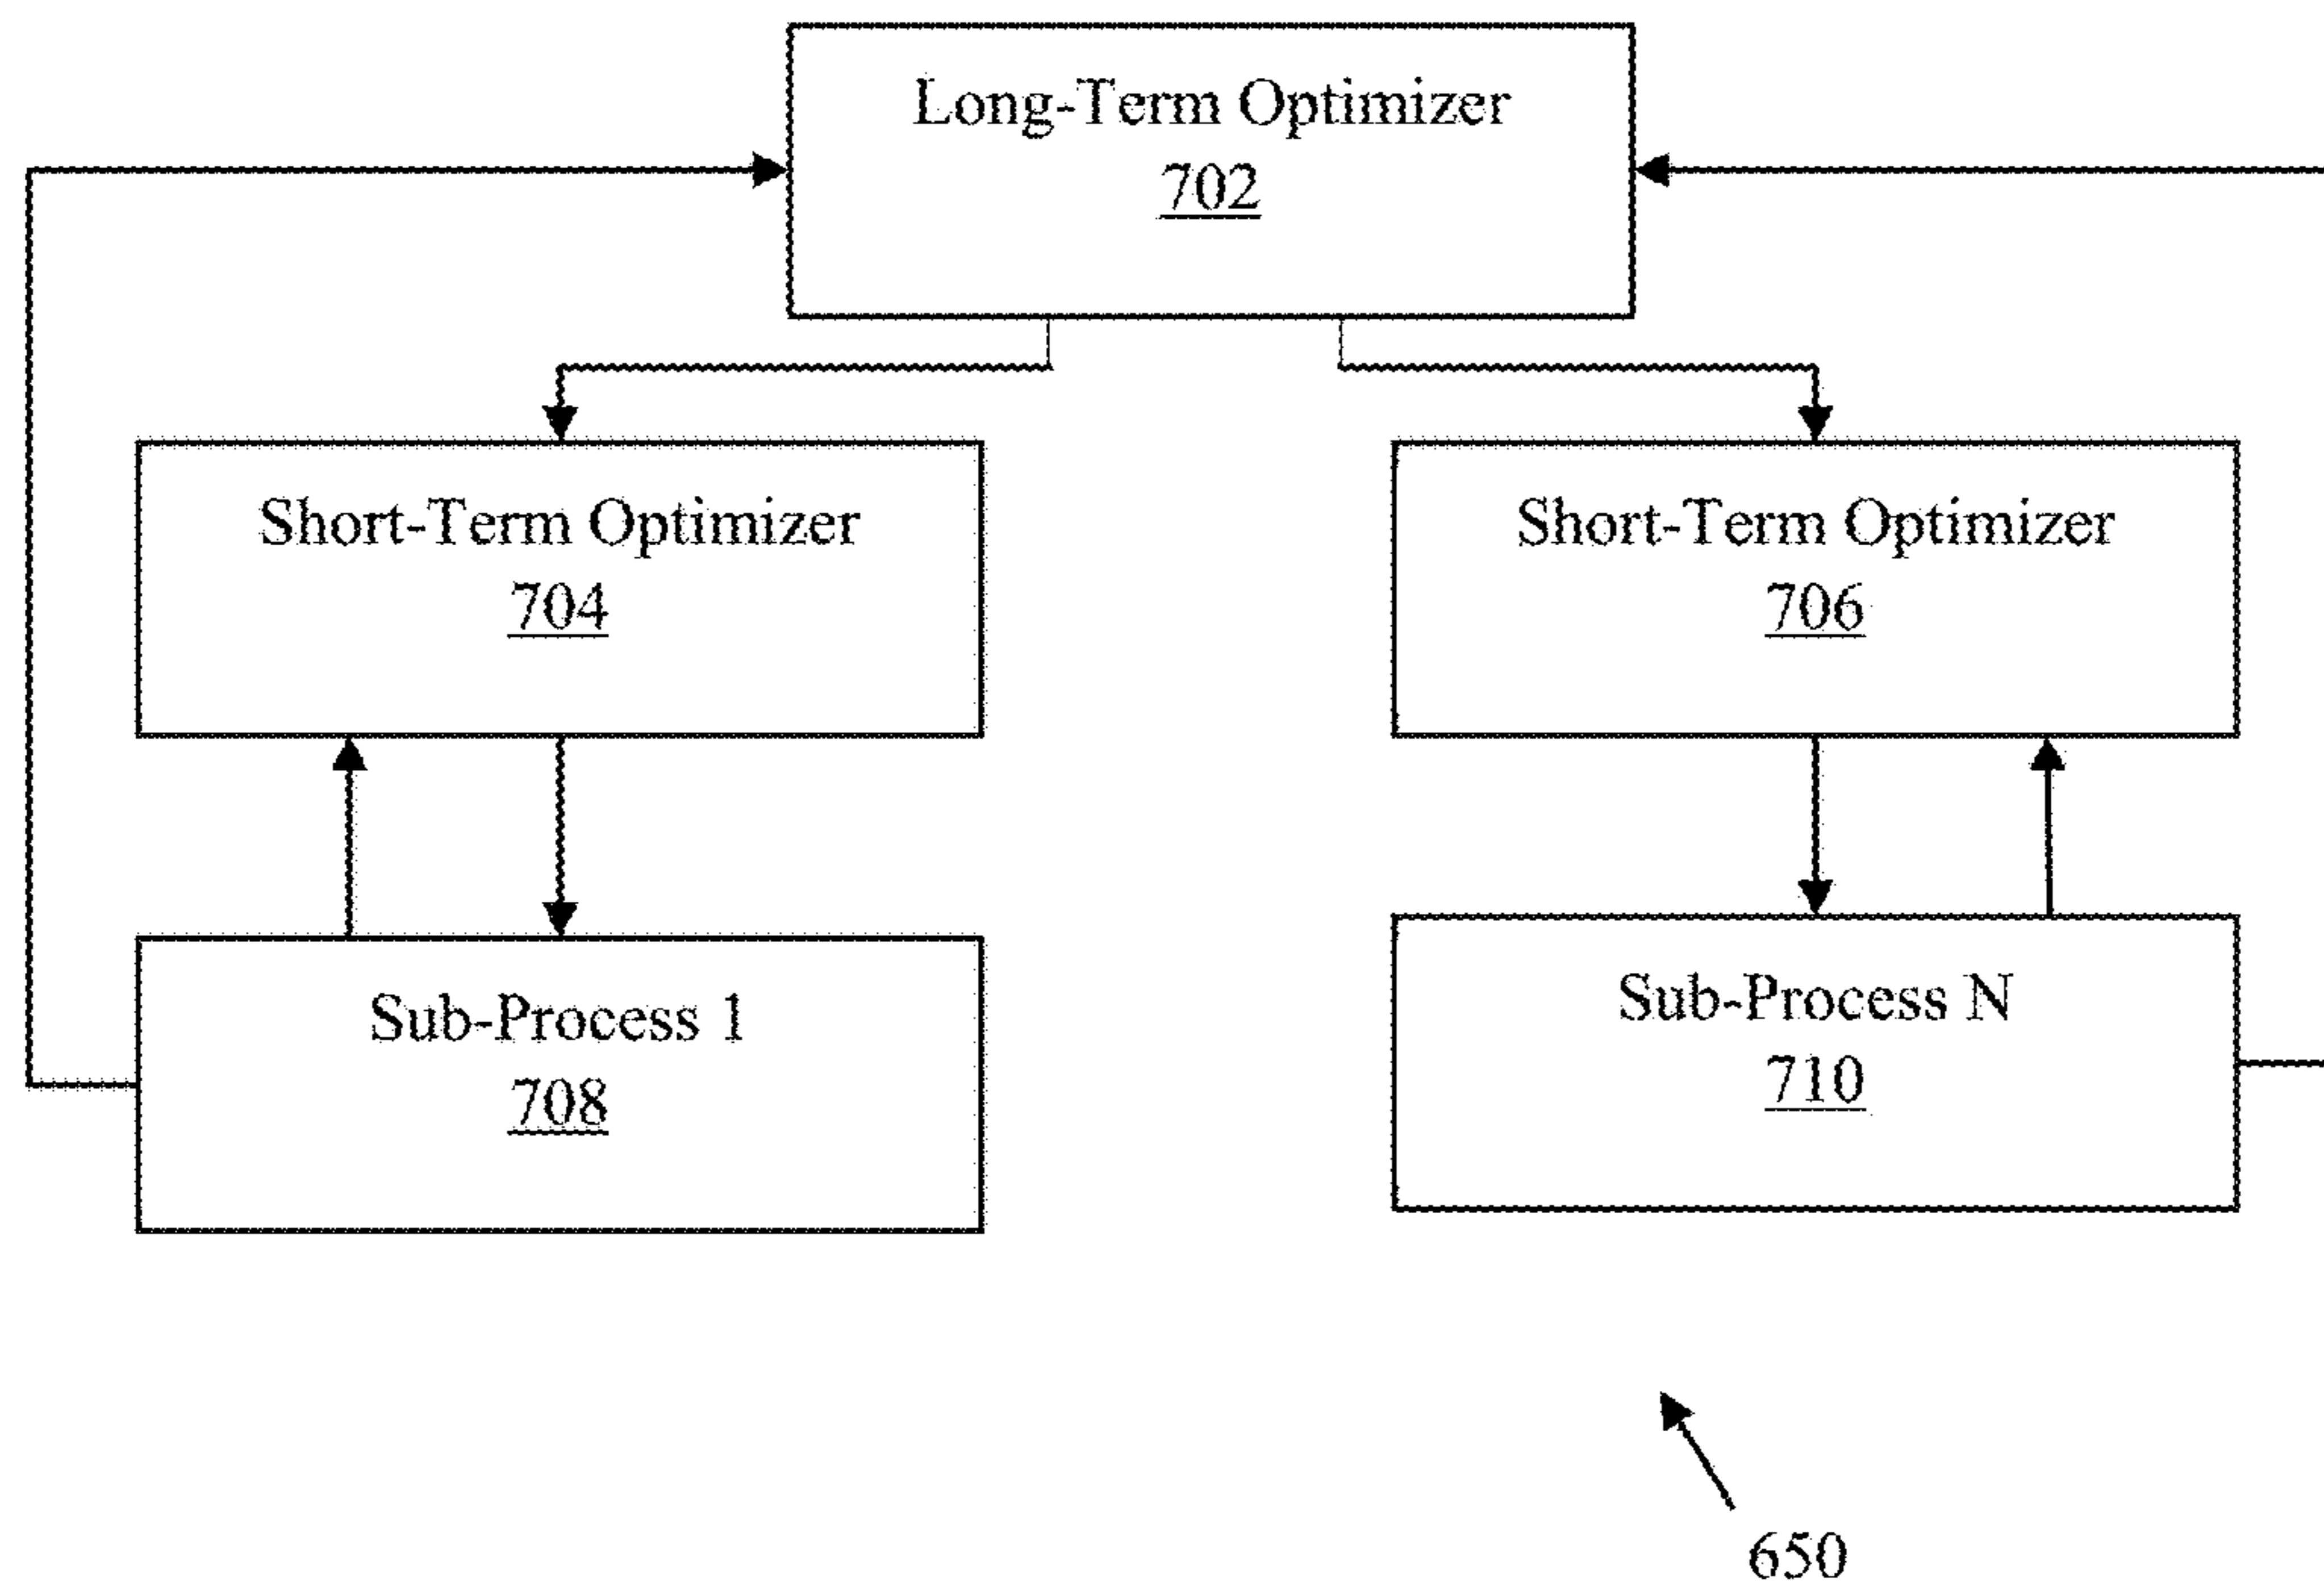 Long-Term Optimizer
702
Short-Term Optimizer
704
Short-Term Optimizer
706
Sub-Process 1
708
Sub-Process N
710
650